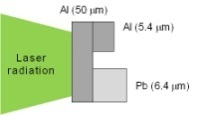 Al (50 µm)
Al (5.4 µm)
Laser
radiation
Pb (6.4 µm)